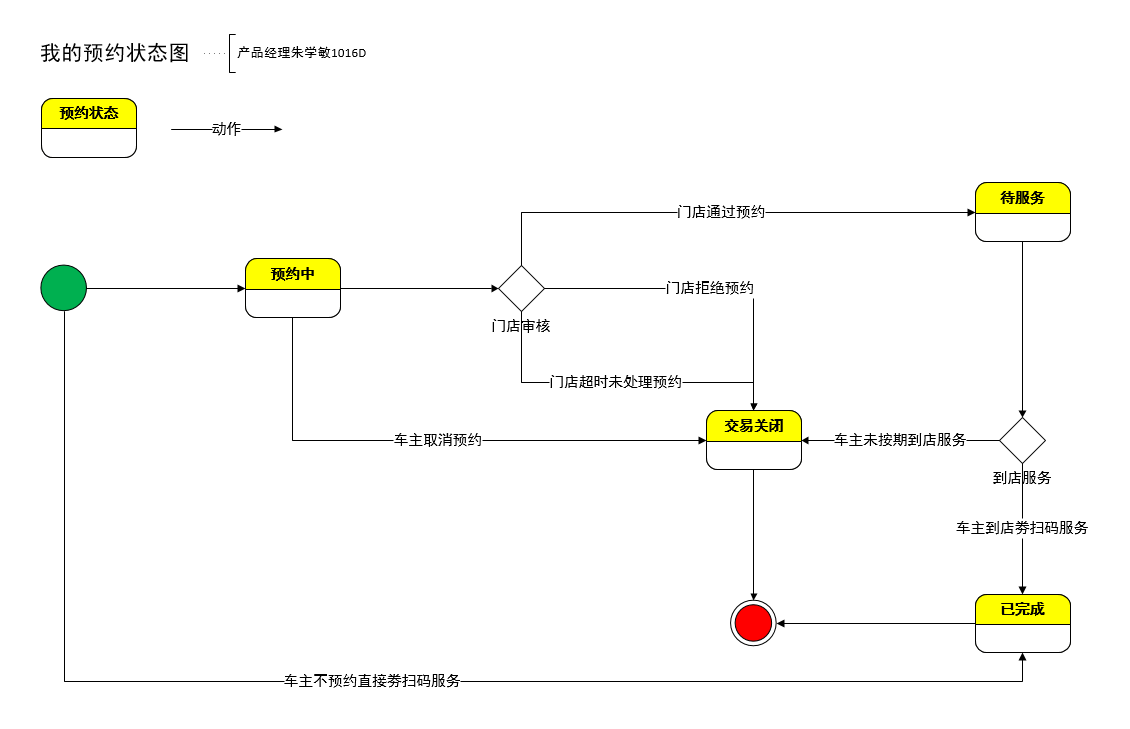 我的预约状态图
产品经理朱学敏1016D
预约状态
动作
门店通过预约
待服务
预约中
门店拒绝预约
门店审核
门店超时未处理预约
交易关闭
车主取消预约
车主未按期到店服务
到店服务
车主到店劵扫码服务
已完成
车主不预约直接劵扫码服务